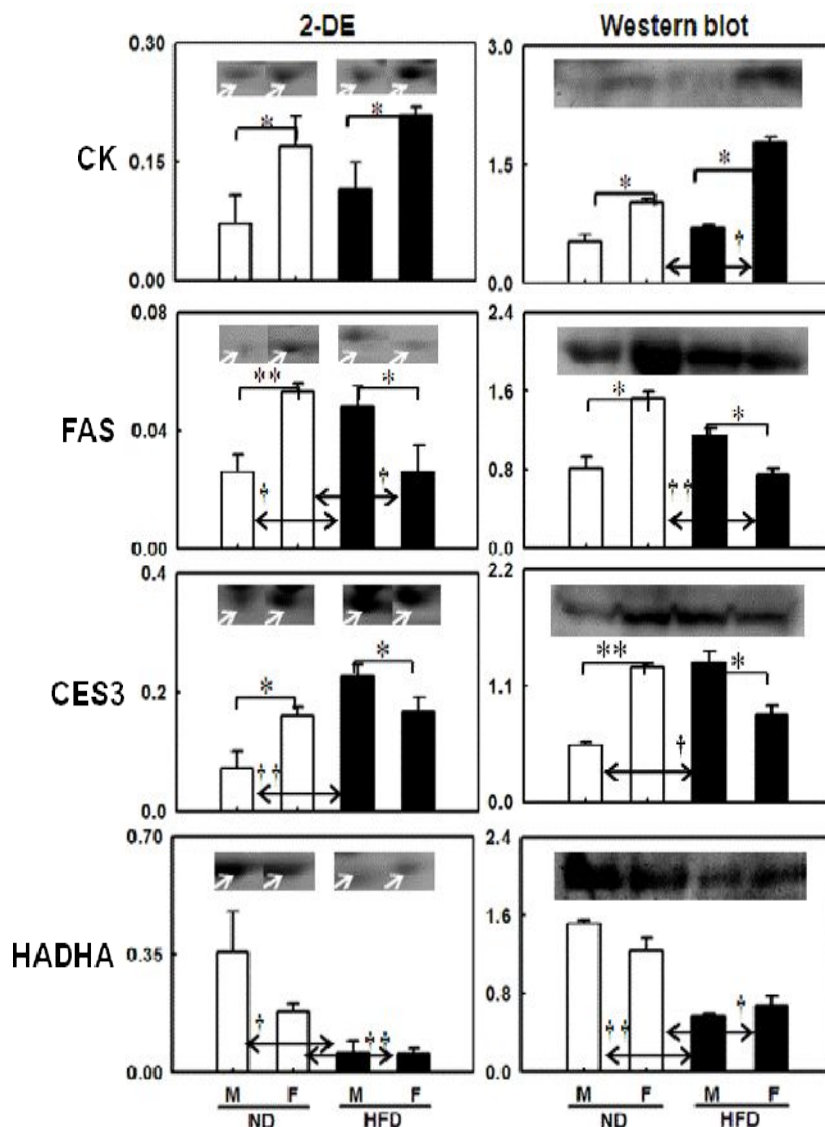 2-DE Western blot
CK 0.30 0.15 0.00 * * 3.0 1.5 0.0 * * †
FAS 0.08 0.04 0.00 ** * † † 2.4 1.6 0.8 0.0 * * ††
CES3 0.4 0.2 0.0 * * †† 2.2 1.1 0.0 ** * †
HADHA 0.70 0.35 0.00 † †† 2.4 1.6 0.8 0.0 †† †
M F M F M F M F
ND HFD ND HFD